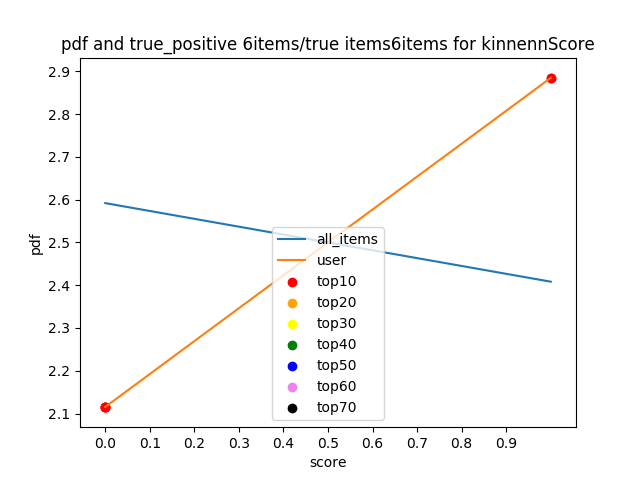 pdf and true_positive 6items/true items6items for kinnennScore
pdf
2.9
2.8
2.7
2.6
2.5
2.4
2.3
2.2
2.1
all_items
user
top10
top20
top30
top40
top50
top60
top70
0.0 0.1 0.2 0.3 0.4 0.5 0.6 0.7 0.8 0.9
score